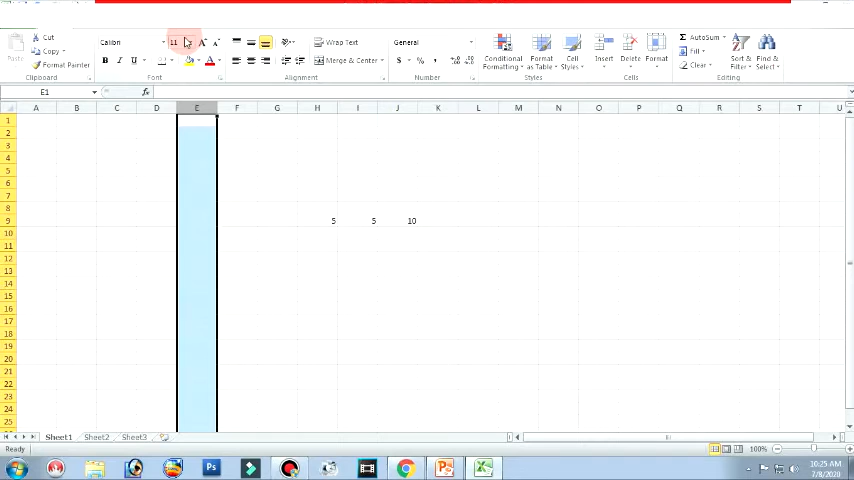 Cut
Copy
Paste
Format Painter
Clipboard
Calibri
11
B I U
A
Font
Wrap Text
Merge & Center
Alignment
General
$ % ,
Number
Conditional Formatting
Format as Table
Cell Styles
Styles
Insert
Delete
Format
Cells
AutoSum
Fill
Clear
Sort & Filter
Find & Select
Editing
E1
fx
A B C D E F G H I J K L M N O P Q R S T U
1
2
3
4
5
6
7
8
9 5 5 10
10
11
12
13
14
15
16
17
18
19
20
21
22
23
24
25
Sheet1 Sheet2 Sheet3
Ready
100%
Ps
10:25 AM
7/8/2020